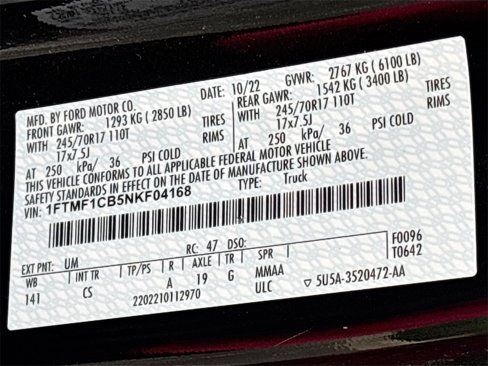 MFD. BY FORD MOTOR CO. DATE: 10/22 GVWR: 2767 KG ( 6100 LB)
FRONT GAWR: 1293 KG ( 2850 LB) REAR GAWR: 1542 KG ( 3400 LB)
WITH 245/70R17 110T TIRES WITH 245/70R17 110T TIRES
17x7.5J RIMS 17x7.5J RIMS
AT 250 kPa/ 36 PSI COLD AT 250 kPa/ 36 PSI COLD
THIS VEHICLE CONFORMS TO ALL APPLICABLE FEDERAL MOTOR VEHICLE
SAFETY STANDARDS IN EFFECT ON THE DATE OF MANUFACTURE SHOWN ABOVE
VIN: 1FTMF1CB5NKF04168 TYPE: Truck
EXT PNT: UM RC: 47 DSO: F0096
WB INT TR TP/PS R AXLE TR SPR T0642
141 CS A 19 G MMAA
2202210112970 ULC ▽ 5U5A-3520472-AA